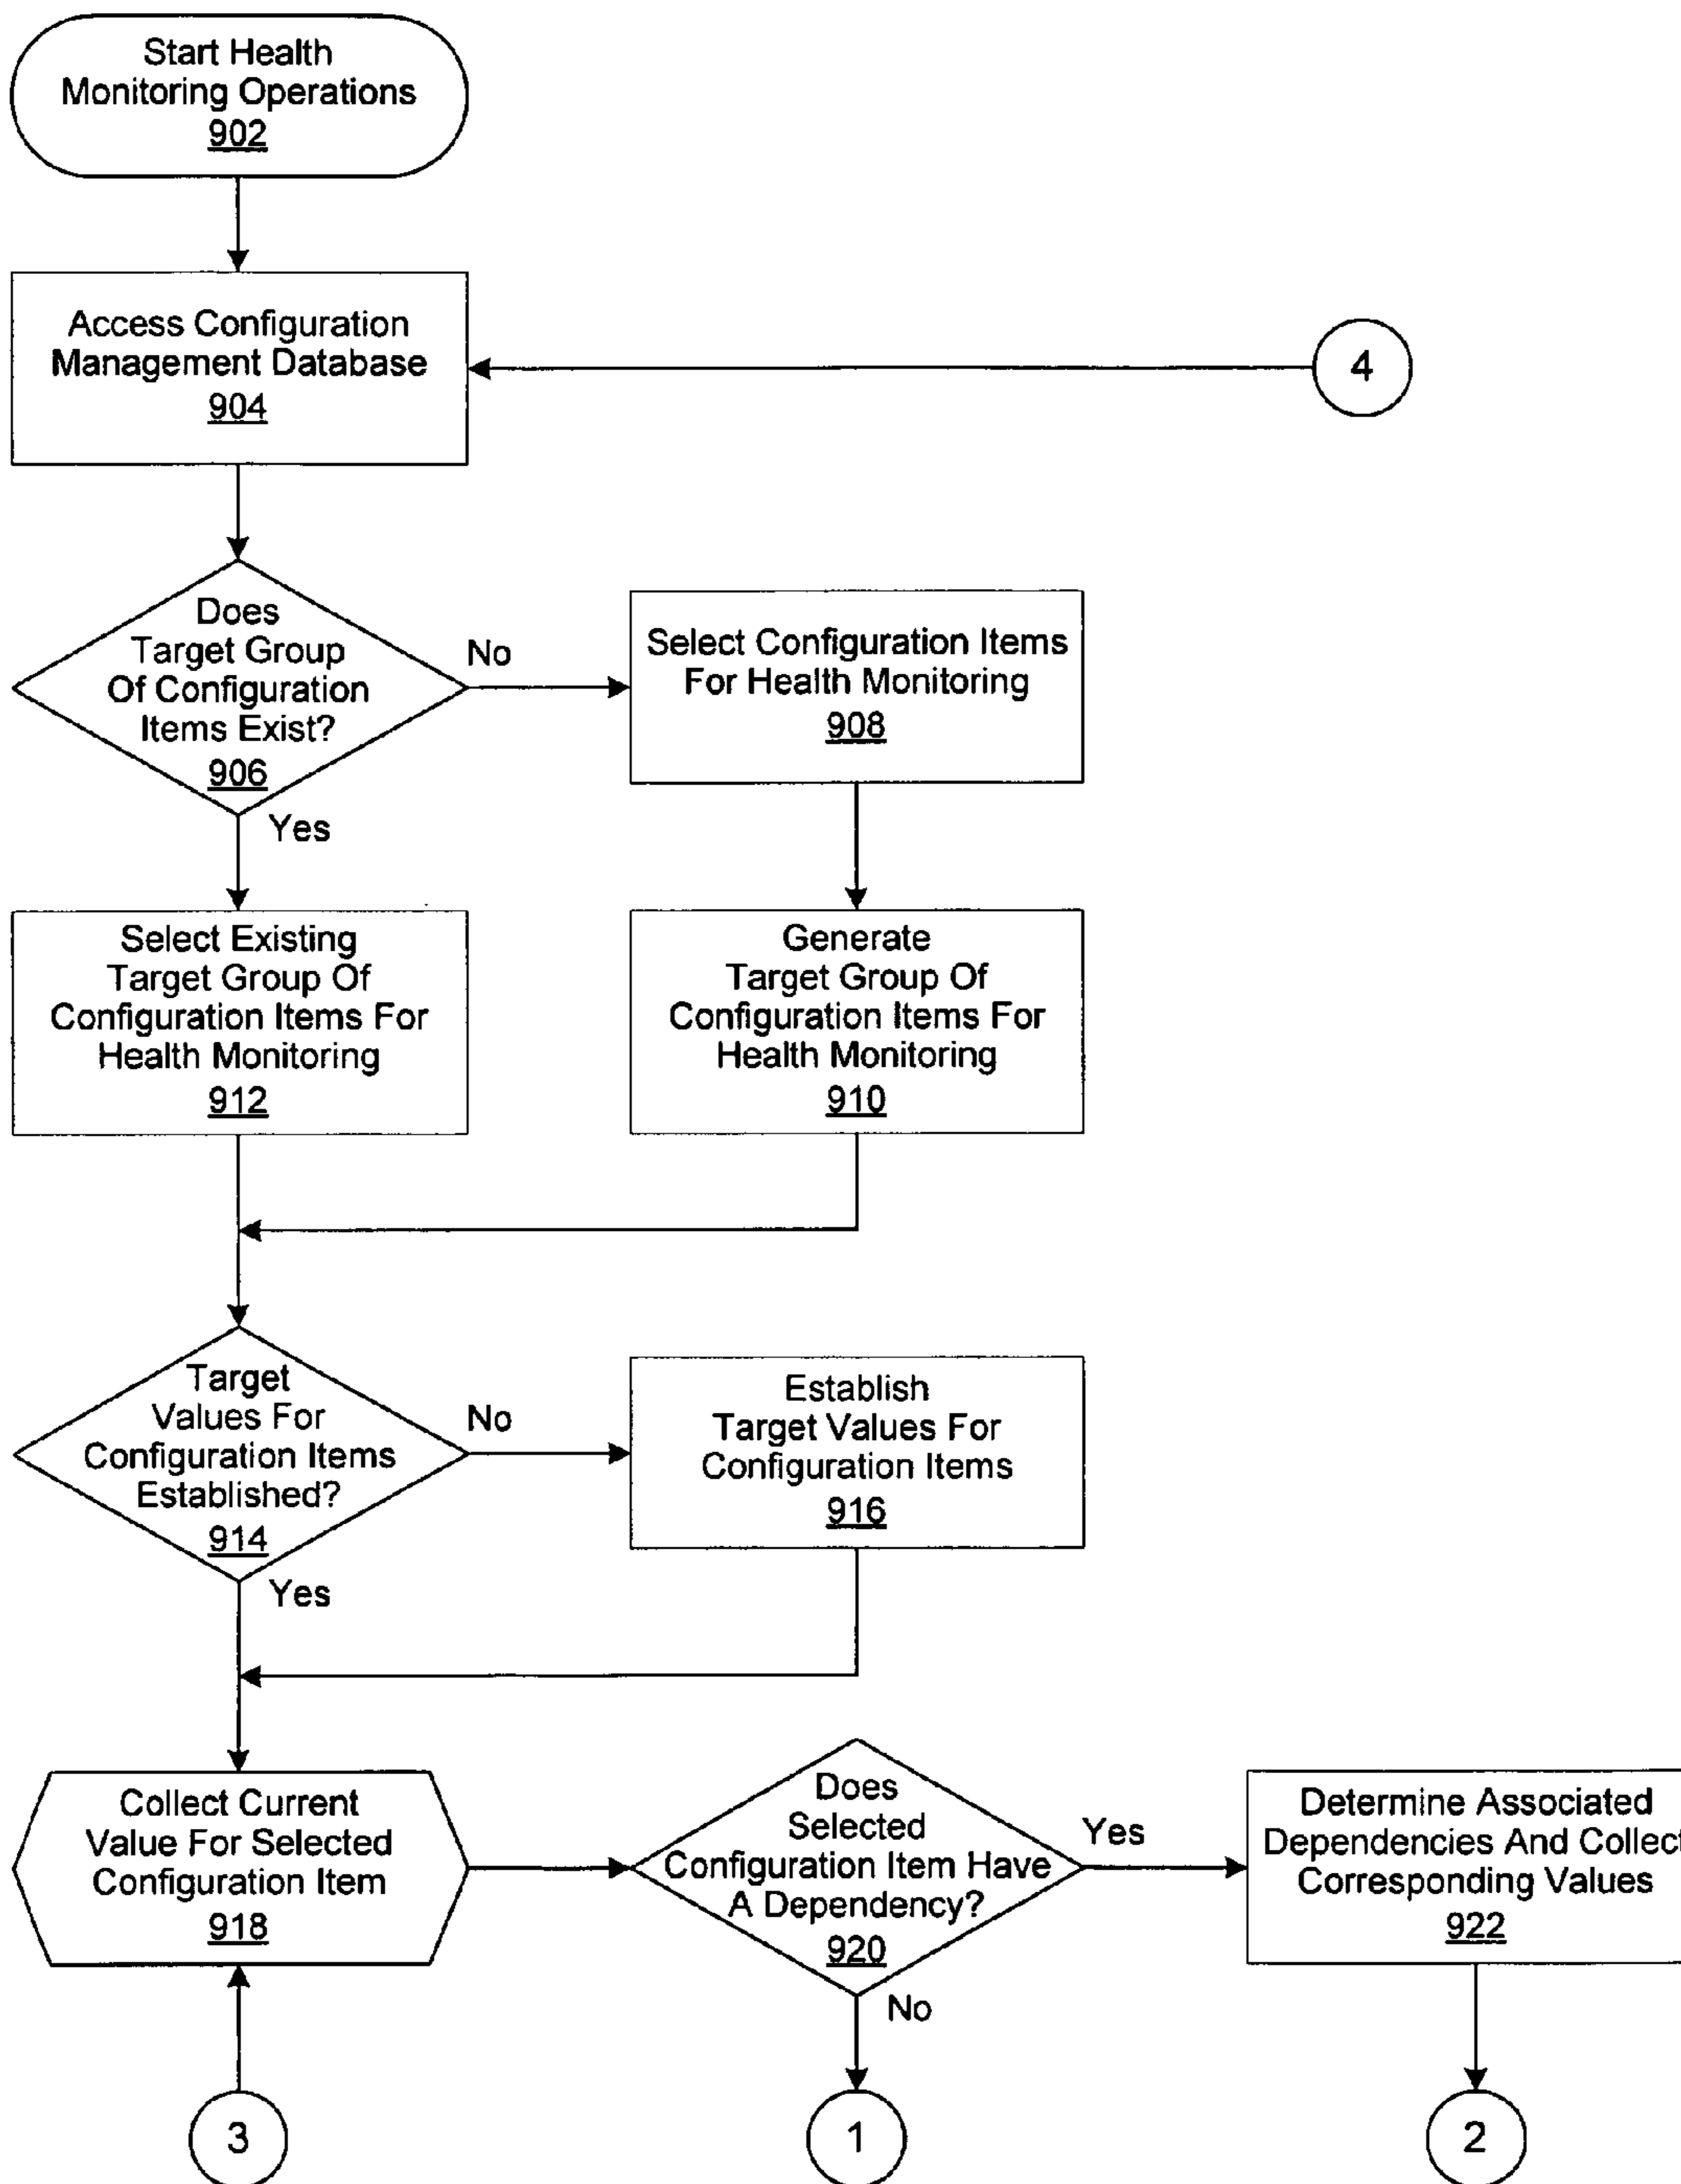 Start Health
Monitoring Operations
902
Access Configuration
Management Database
904
4
Does
Target Group
Of Configuration
Items Exist?
906
No
Yes
Select Configuration Items
For Health Monitoring
908
Select Existing
Target Group Of
Configuration Items For
Health Monitoring
912
Generate
Target Group Of
Configuration Items For
Health Monitoring
910
Target
Values For
Configuration Items
Established?
914
No
Yes
Establish
Target Values For
Configuration Items
916
Collect Current
Value For Selected
Configuration Item
918
Does
Selected
Configuration Item Have
A Dependency?
920
Yes
No
Determine Associated
Dependencies And Collect
Corresponding Values
922
3
1
2